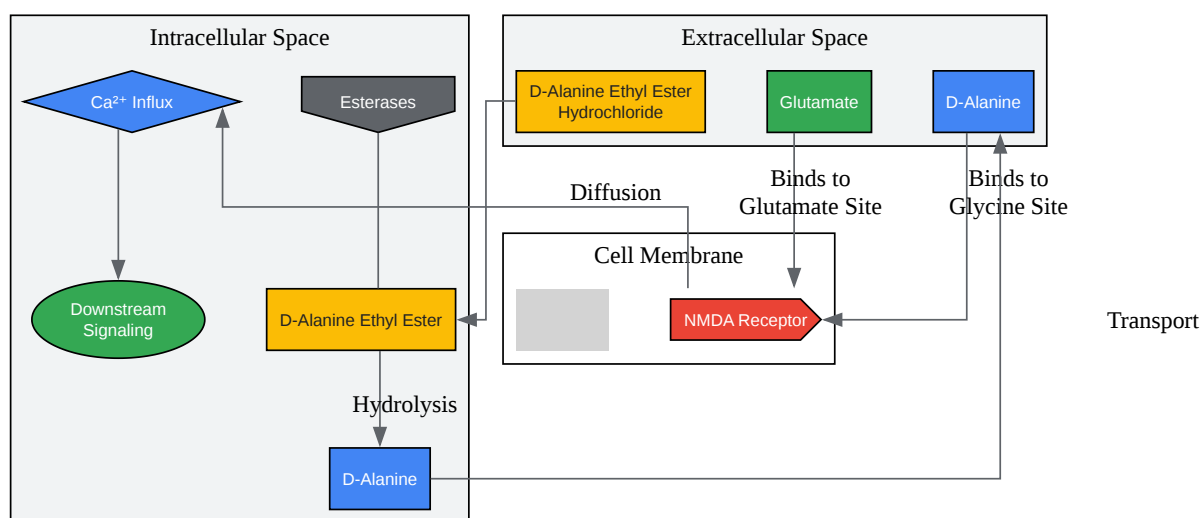 Intracellular Space
Extracellular Space
Ca²⁺ Influx
Esterases
D-Alanine Ethyl Ester
Hydrochloride
Glutamate
D-Alanine
Diffusion
Binds to
Glutamate Site
Binds to
Glycine Site
Cell Membrane
Downstream
Signaling
D-Alanine Ethyl Ester
NMDA Receptor
Transport
Hydrolysis
D-Alanine